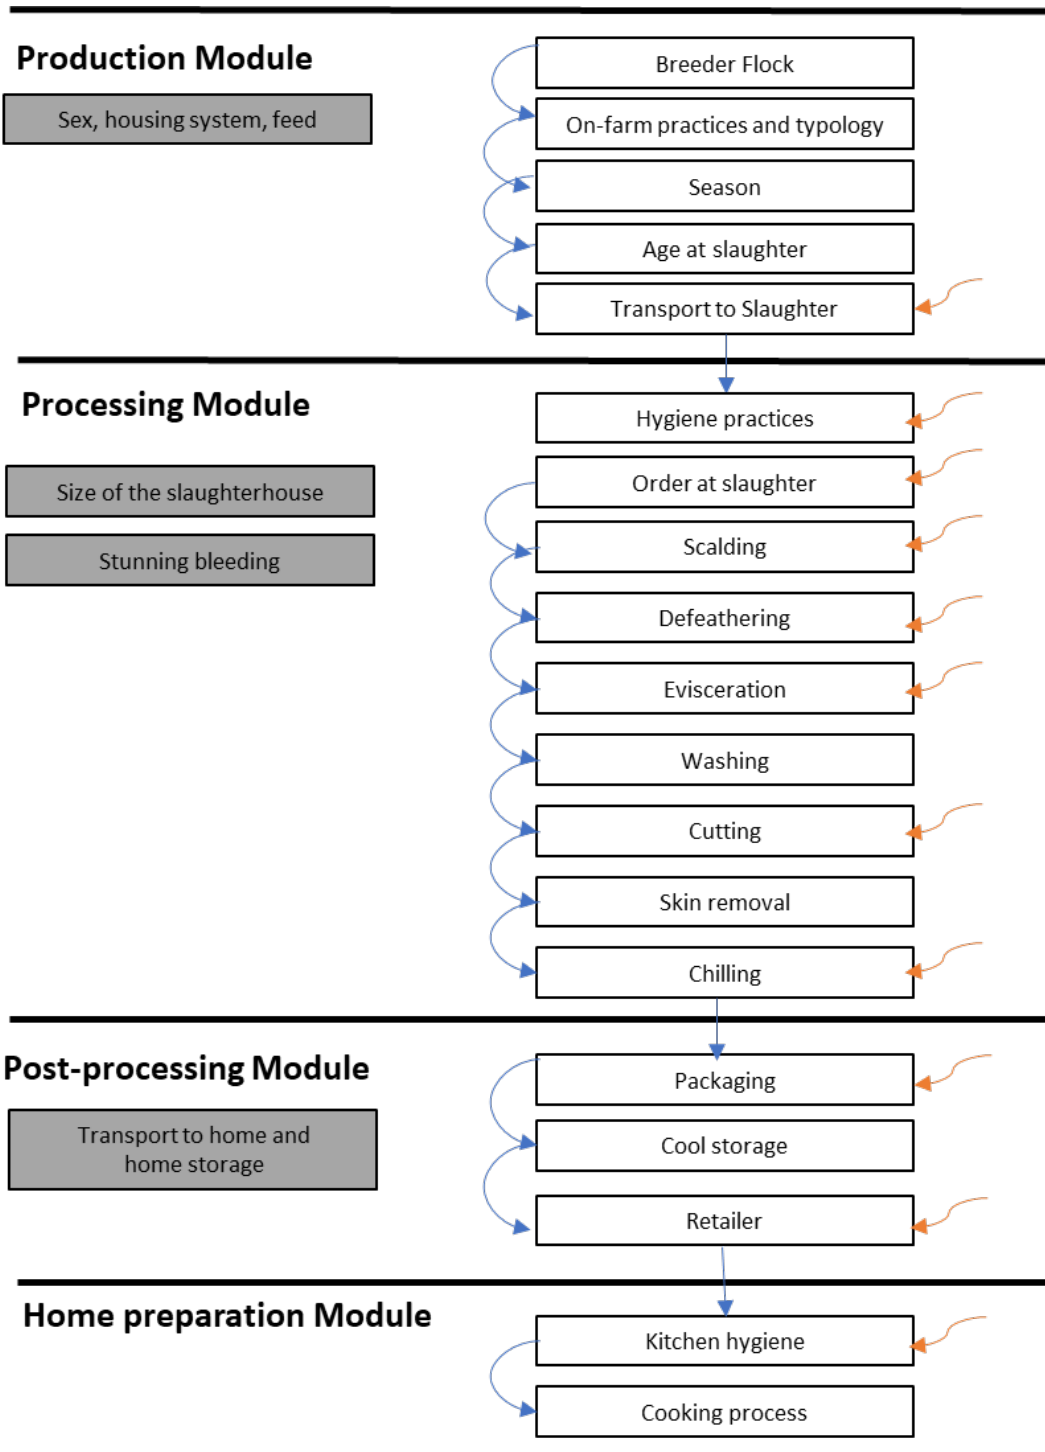 Production Module
Sex, housing system, feed
Breeder Flock
On-farm practices and typology
Season
Age at slaughter
Transport to Slaughter
Processing Module
Size of the slaughterhouse
Stunning bleeding
Hygiene practices
Order at slaughter
Scalding
Defeathering
Evisceration
Washing
Cutting
Skin removal
Chilling
Post-processing Module
Transport to home and
home storage
Packaging
Cool storage
Retailer
Home preparation Module
Kitchen hygiene
Cooking process